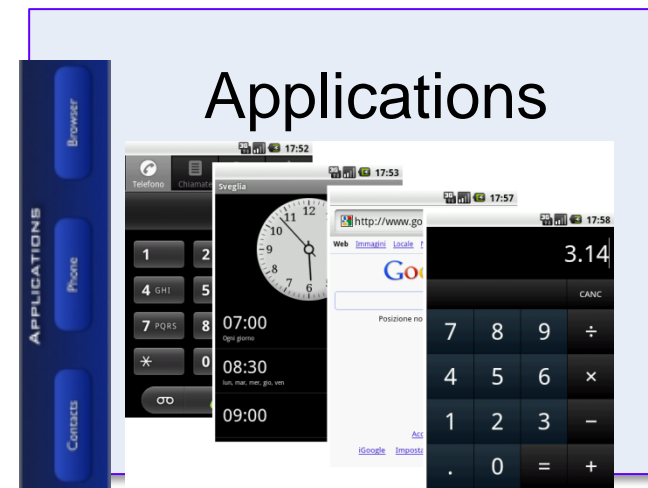 Applications
APPLICATIONS
Browser
Phone
Contacts
17:52
Telefono
Chiamate
1
2
4 GHI
5
7 PQRS
8
0
17:53
Sveglia
11 12
10
9
8
7 6
07:00
Ogni giorno
08:30
lun, mar, mer, gio, ven
09:00
17:57
http://www.go
Web Immagini Locale
Goo
Posizione no
Acc
iGoogle Imposta
17:58
3.14
CANC
7 8 9 ÷
4 5 6 ×
1 2 3 −
. 0 = +